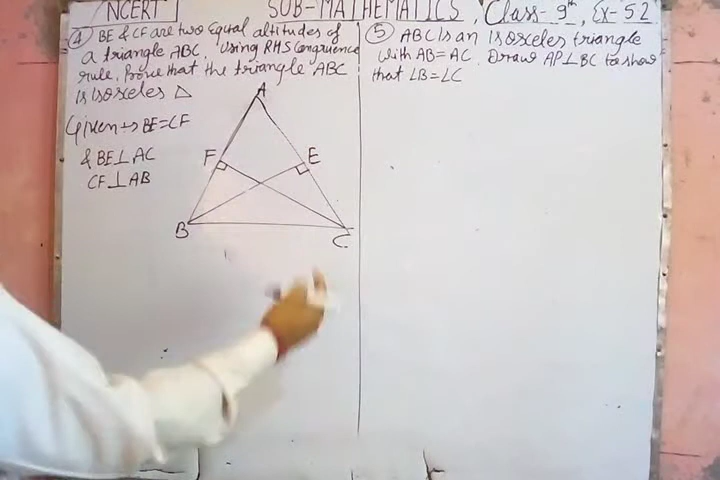 NCERT SUB-MATHEMATICS, Class-9th, Ex-5 2
④ BE & CF are two Equal altitudes of
a triangle ABC. Using RHS Congruence
rule, Prove that the triangle ABC
is isosceles △
Given→ BE=CF
& BE⊥AC
CF⊥AB
A
F
E
B
C
⑤ ABC is an isosceles triangle
with AB=AC. Draw AP⊥BC to show
that ∠B=∠C